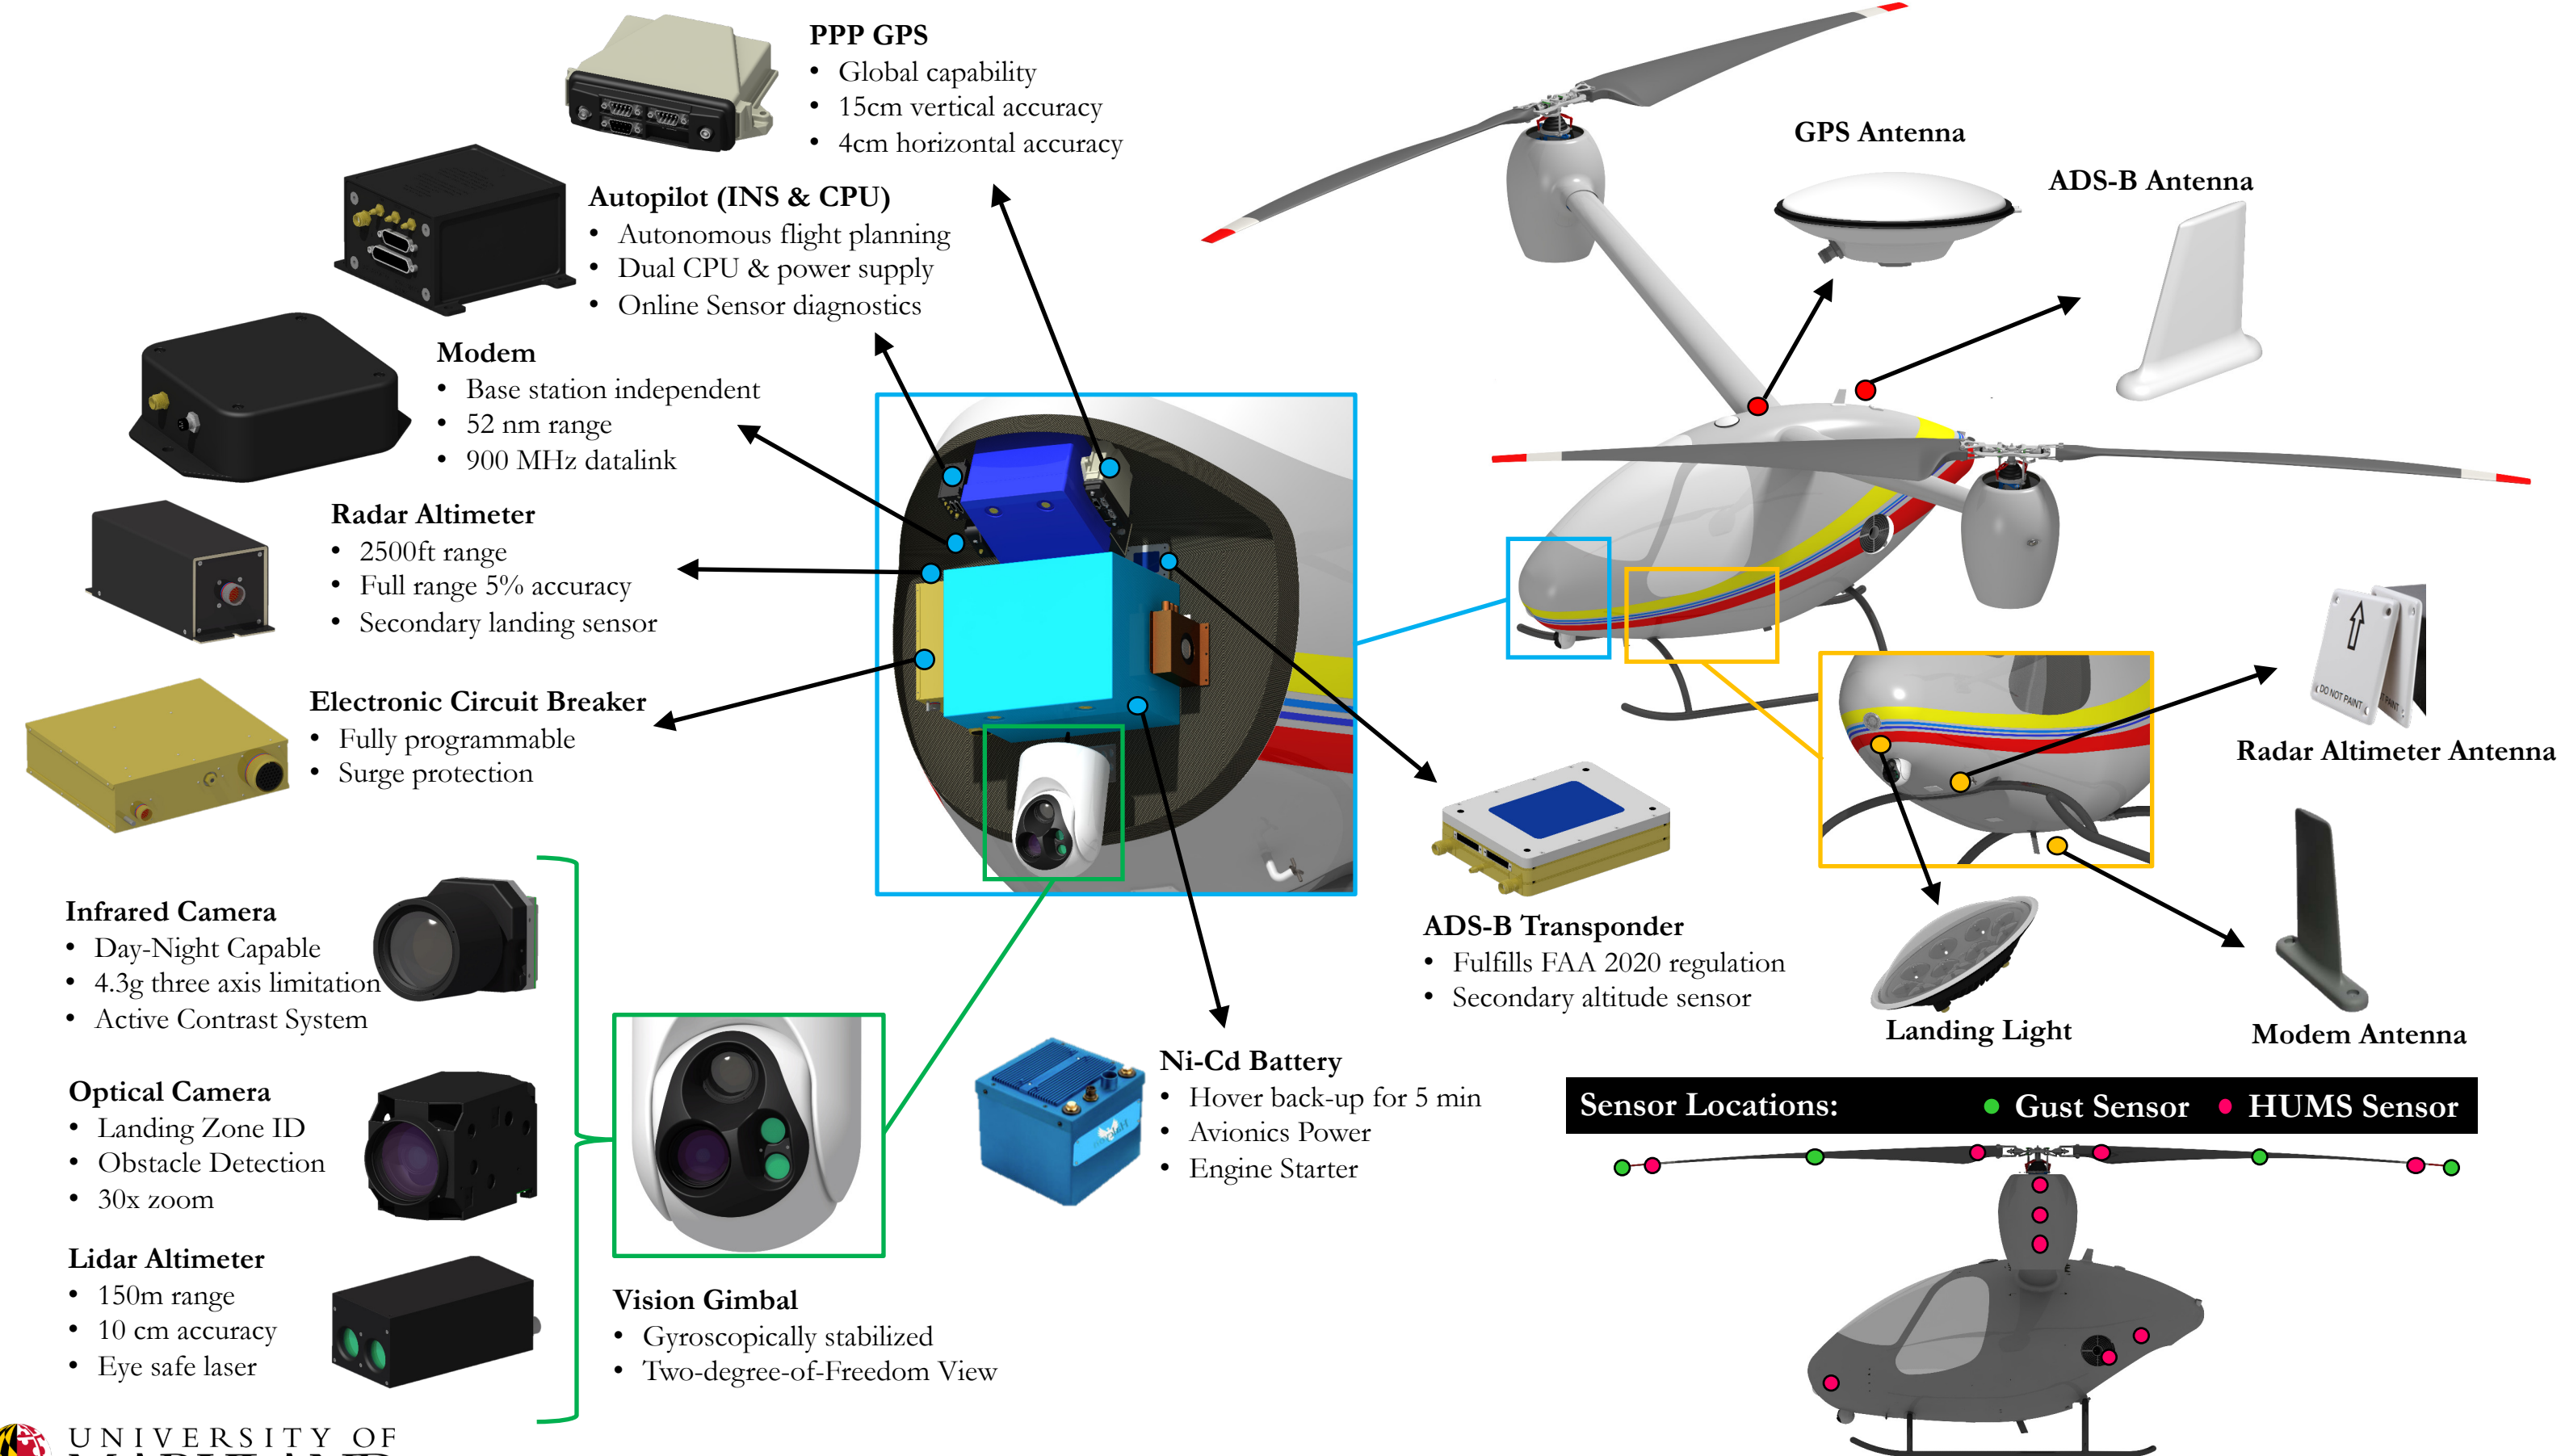 PPP GPS
• Global capability
• 15cm vertical accuracy
• 4cm horizontal accuracy
Autopilot (INS & CPU)
• Autonomous flight planning
• Dual CPU & power supply
• Online Sensor diagnostics
Modem
• Base station independent
• 52 nm range
• 900 MHz datalink
Radar Altimeter
• 2500ft range
• Full range 5% accuracy
• Secondary landing sensor
Electronic Circuit Breaker
• Fully programmable
• Surge protection
Infrared Camera
• Day-Night Capable
• 4.3g three axis limitation
• Active Contrast System
Optical Camera
• Landing Zone ID
• Obstacle Detection
• 30x zoom
Lidar Altimeter
• 150m range
• 10 cm accuracy
• Eye safe laser
Vision Gimbal
• Gyroscopically stabilized
• Two-degree-of-Freedom View
Ni-Cd Battery
• Hover back-up for 5 min
• Avionics Power
• Engine Starter
ADS-B Transponder
• Fulfills FAA 2020 regulation
• Secondary altitude sensor
GPS Antenna
ADS-B Antenna
DO NOT PAINT
PAINT
Radar Altimeter Antenna
Landing Light
Modem Antenna
Sensor Locations: • Gust Sensor • HUMS Sensor
UNIVERSITY OF